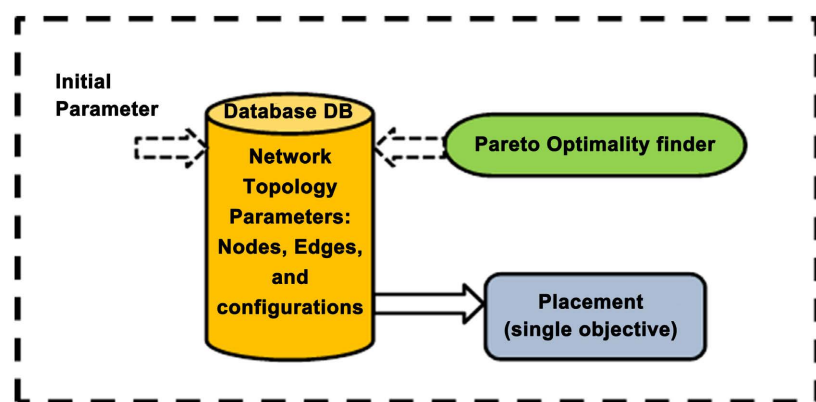 Initial
Parameter
Database DB
Network
Topology
Parameters:
Nodes, Edges,
and
configurations
Pareto Optimality finder
Placement
(single objective)